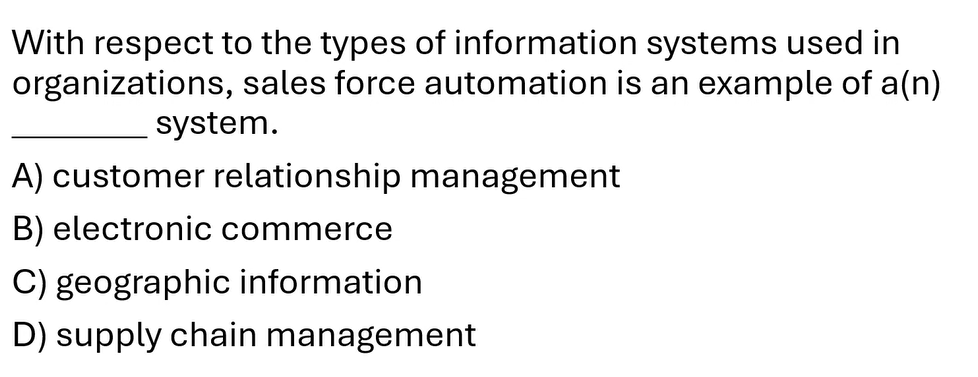 With respect to the types of information systems used in
organizations, sales force automation is an example of a(n)
________ system.
A) customer relationship management
B) electronic commerce
C) geographic information
D) supply chain management